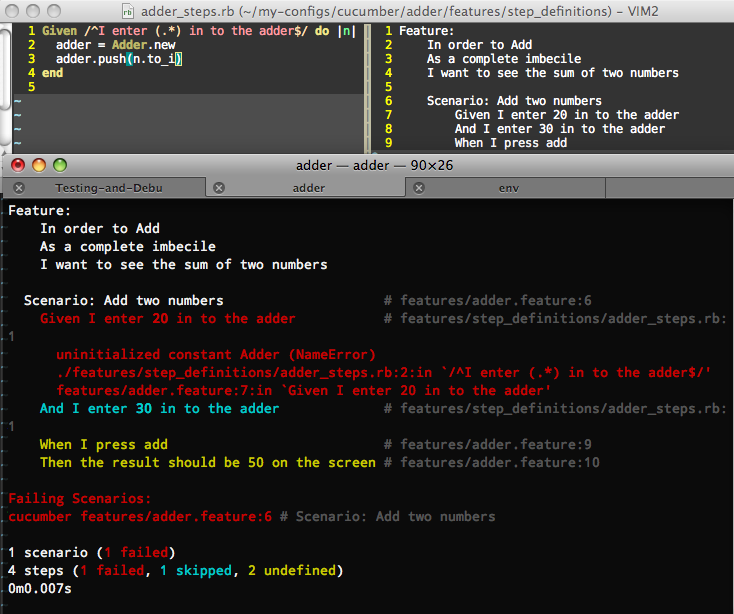 adder_steps.rb (~/my-configs/cucumber/adder/features/step_definitions) – VIM2
1 Given /^I enter (.*) in to the adder$/ do |n|
2 adder = Adder.new
3 adder.push(n.to_i)
4 end
5
~
~
~
~
1 Feature:
2 In order to Add
3 As a complete imbecile
4 I want to see the sum of two numbers
5
6 Scenario: Add two numbers
7 Given I enter 20 in to the adder
8 And I enter 30 in to the adder
9 When I press add
adder — adder — 90×26
Testing-and-Debu
adder
env
Feature:
In order to Add
As a complete imbecile
I want to see the sum of two numbers
Scenario: Add two numbers # features/adder.feature:6
Given I enter 20 in to the adder # features/step_definitions/adder_steps.rb:
1
uninitialized constant Adder (NameError)
./features/step_definitions/adder_steps.rb:2:in `/^I enter (.*) in to the adder$/'
features/adder.feature:7:in `Given I enter 20 in to the adder'
And I enter 30 in to the adder # features/step_definitions/adder_steps.rb:
1
When I press add # features/adder.feature:9
Then the result should be 50 on the screen # features/adder.feature:10
Failing Scenarios:
cucumber features/adder.feature:6 # Scenario: Add two numbers
1 scenario (1 failed)
4 steps (1 failed, 1 skipped, 2 undefined)
0m0.007s